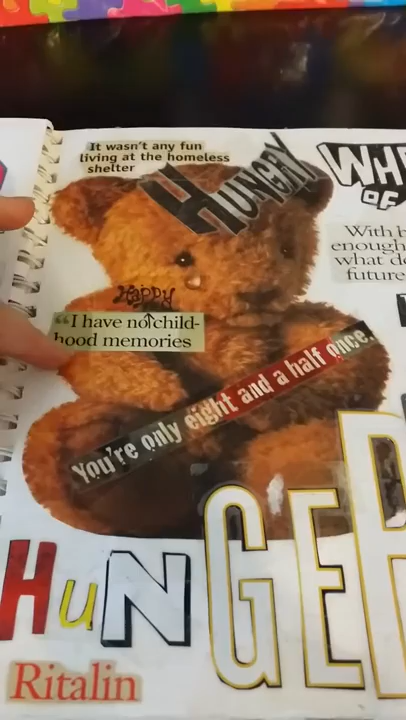 It wasn't any fun
living at the homeless
shelter
HUNGRY
WH
OF
With b
enough
what do
future
Happy
"I have no child-
hood memories
You're only eight and a half once.
HuNGER
Ritalin